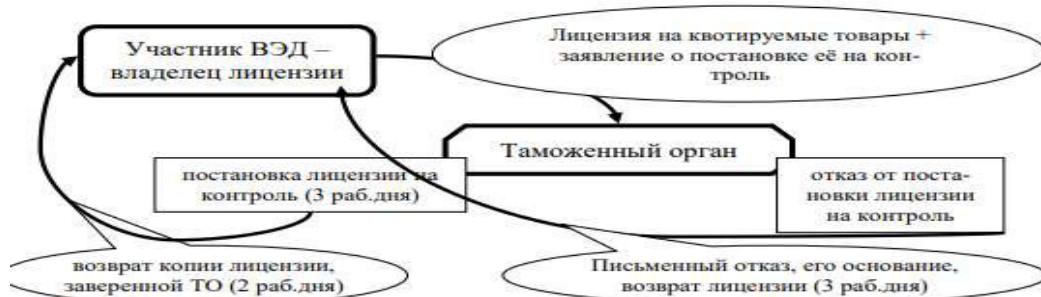 Участник ВЭД –
владелец лицензии
Лицензия на квотируемые товары +
заявление о постановке её на кон-
троль
Таможенный орган
постановка лицензии на
контроль (3 раб.дня)
отказ от поста-
новки лицензии
на контроль
возврат копии лицензии,
заверенной ТО (2 раб.дня)
Письменный отказ, его основание,
возврат лицензии (3 раб.дня)